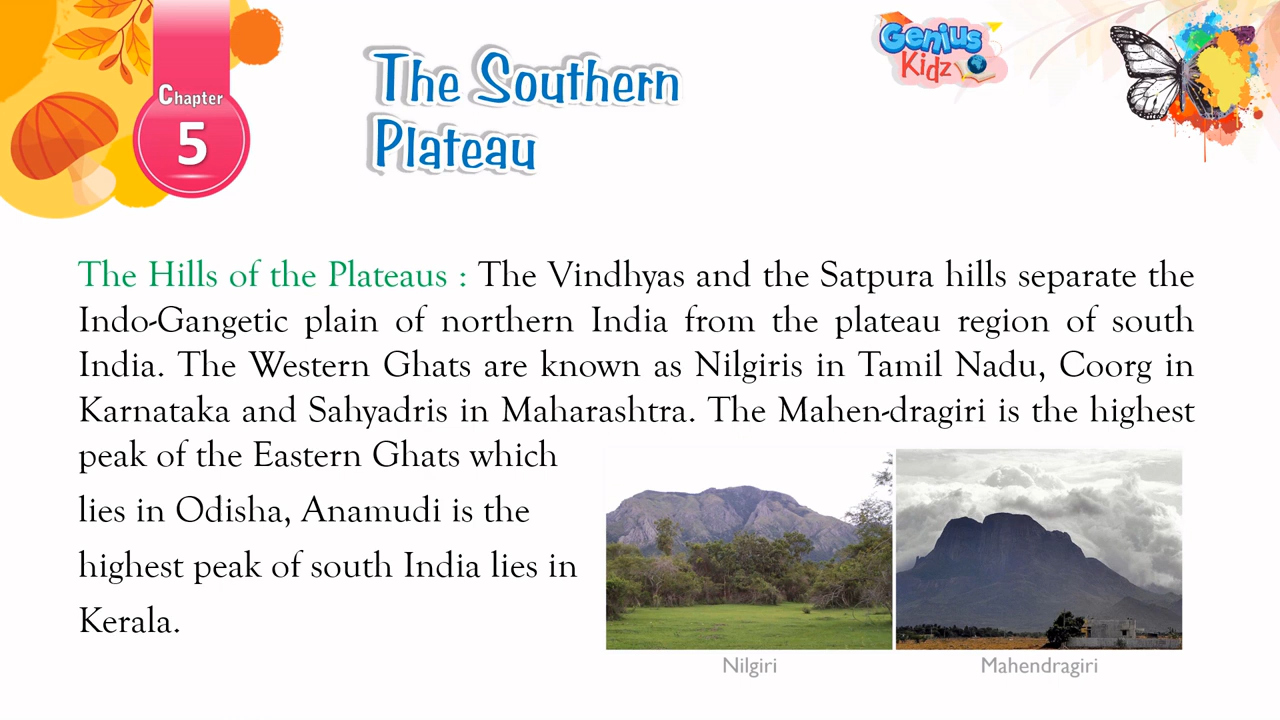 Chapter
5
The Southern
Plateau
Genius
Kidz
The Hills of the Plateaus : The Vindhyas and the Satpura hills separate the
Indo-Gangetic plain of northern India from the plateau region of south
India. The Western Ghats are known as Nilgiris in Tamil Nadu, Coorg in
Karnataka and Sahyadris in Maharashtra. The Mahen-dragiri is the highest
peak of the Eastern Ghats which
lies in Odisha, Anamudi is the
highest peak of south India lies in
Kerala.
Nilgiri
Mahendragiri